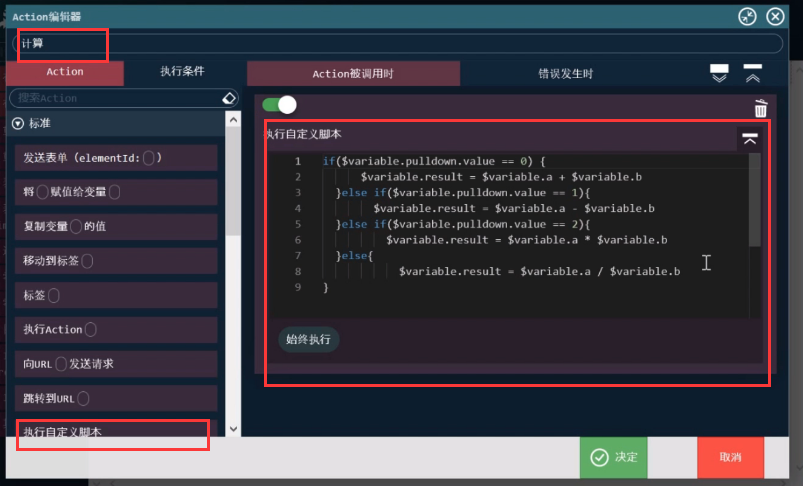 Action编辑器
计算
Action
执行条件
Action被调用时
错误发生时
搜索Action
标准
发送表单 (elementId: )
将 赋值给变量
复制变量 的值
移动到标签
标签
执行Action
向URL 发送请求
跳转到URL
执行自定义脚本
执行自定义脚本
1 if($variable.pulldown.value == 0) {
2 $variable.result = $variable.a + $variable.b
3 }else if($variable.pulldown.value == 1){
4 $variable.result = $variable.a - $variable.b
5 }else if($variable.pulldown.value == 2){
6 $variable.result = $variable.a * $variable.b
7 }else{
8 $variable.result = $variable.a / $variable.b
9 }
始终执行
决定
取消